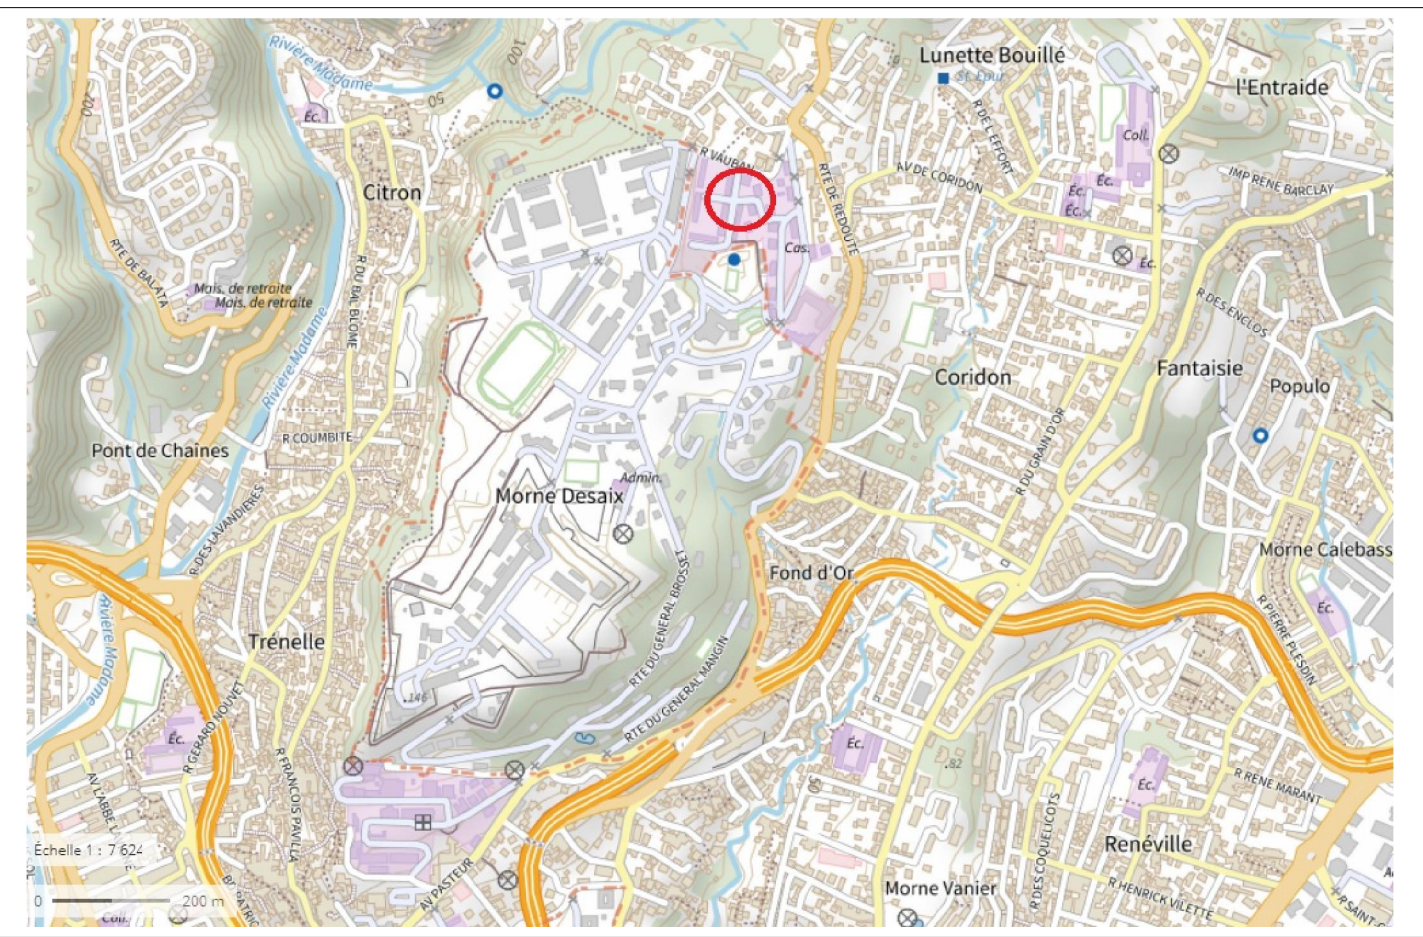 Rivière Madame
100
Lunette Bouillé
St. Eaur
l'Entraide
200
Éc.
50
Coll.
R DE L'EFFORT
R VAUBAN
RTE DE REDOUTE
AV DE CORIDON
Éc.
Éc.
Éc.
IMP RENE BARCLAY
Citron
Cas.
Éc.
RTE DE BALATA
R DU BAL BLOME
Mais. de retraite
Mais. de retraite
R DES ENCLOS
Rivière Madame
Coridon
Fantaisie
Populo
R COUMBITE
Pont de Chaînes
R DU GRAIN D'OR
Admin.
Morne Desaix
R DES LAVANDIÈRES
Morne Calebass
Fond d'Or
RTE DU GENERAL BROSSET
Éc.
R PIERRE PLESDIN
Rivière Madame
Trénelle
RTE DU GENERAL MANGIN
.146
R GERARD NOUVET
Éc.
Éc.
R FRANCOIS PAVILLA
.82
Éc.
R RENE MARANT
AV L'ABBE L
R DES COQUELICOTS
Renéville
Échelle 1 : 7 624
AV PASTEUR
Morne Vanier
R HENRICK VILETTE
0 200 m
Coll.
R SAINT-C